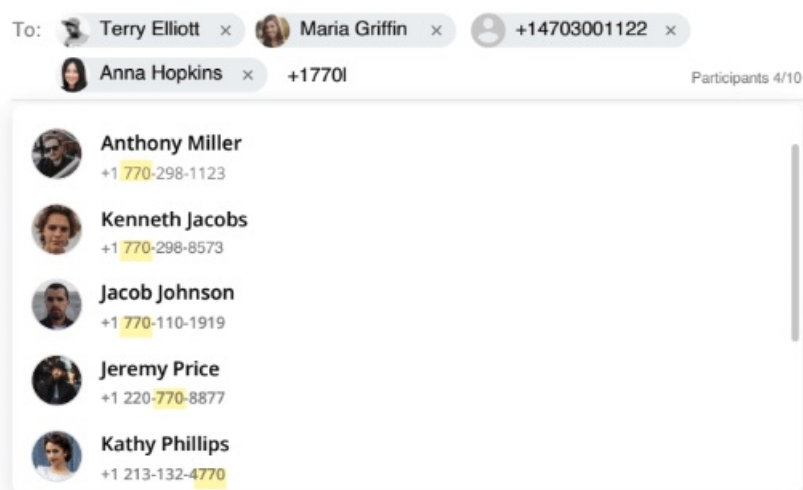 To: Terry Elliott × Maria Griffin × +14703001122 ×
Anna Hopkins × +1770l Participants 4/10
Anthony Miller
+1 770-298-1123
Kenneth Jacobs
+1 770-298-8573
Jacob Johnson
+1 770-110-1919
Jeremy Price
+1 220-770-8877
Kathy Phillips
+1 213-132-4770